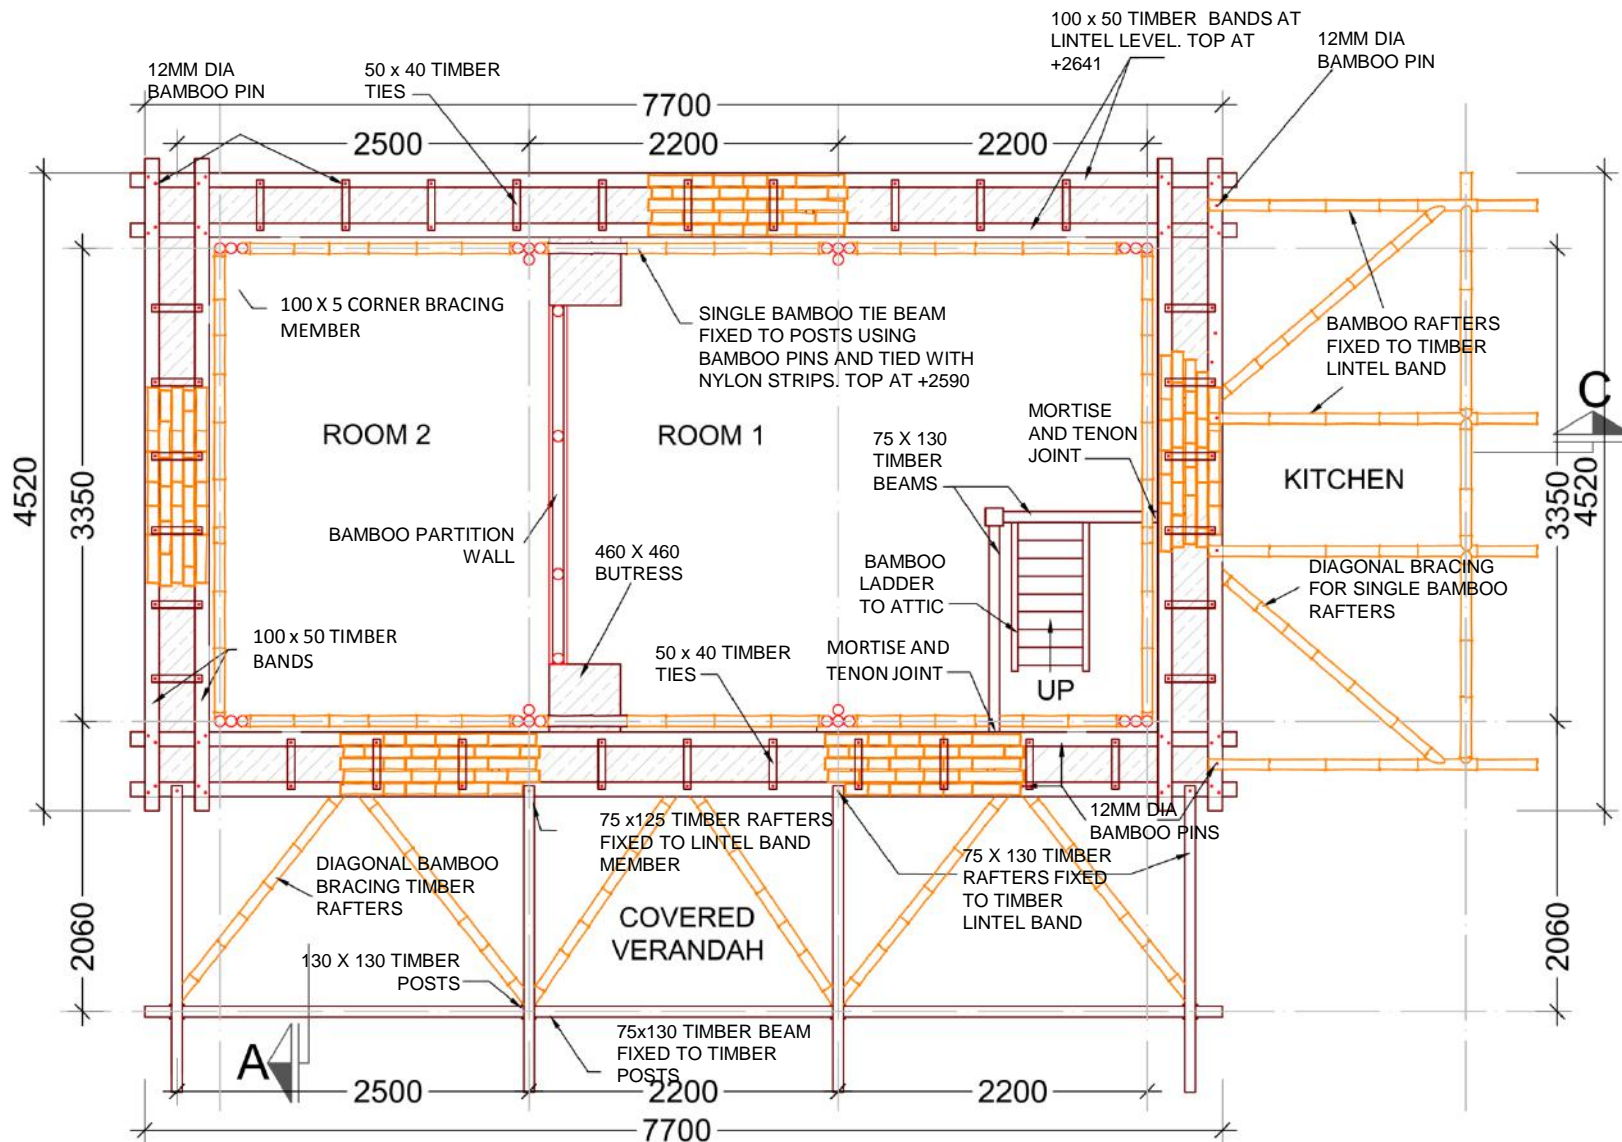 100 x 50 TIMBER BANDS AT
LINTEL LEVEL. TOP AT
+2641
12MM DIA
BAMBOO PIN
12MM DIA
BAMBOO PIN
50 x 40 TIMBER
TIES
7700
2500
2200
2200
100 X 5 CORNER BRACING
MEMBER
SINGLE BAMBOO TIE BEAM
FIXED TO POSTS USING
BAMBOO PINS AND TIED WITH
NYLON STRIPS. TOP AT +2590
BAMBOO RAFTERS
FIXED TO TIMBER
LINTEL BAND
C
ROOM 2
ROOM 1
75 X 130
TIMBER
BEAMS
MORTISE
AND TENON
JOINT
KITCHEN
4520
3350
3350
4520
BAMBOO PARTITION
WALL
460 X 460
BUTRESS
BAMBOO
LADDER
TO ATTIC
DIAGONAL BRACING
FOR SINGLE BAMBOO
RAFTERS
100 x 50 TIMBER
BANDS
50 x 40 TIMBER
TIES
MORTISE AND
TENON JOINT
UP
75 x125 TIMBER RAFTERS
FIXED TO LINTEL BAND
MEMBER
12MM DIA
BAMBOO PINS
DIAGONAL BAMBOO
BRACING TIMBER
RAFTERS
75 X 130 TIMBER
RAFTERS FIXED
TO TIMBER
LINTEL BAND
COVERED
VERANDAH
2060
2060
130 X 130 TIMBER
POSTS
75x130 TIMBER BEAM
FIXED TO TIMBER
POSTS
A
2500
2200
2200
7700